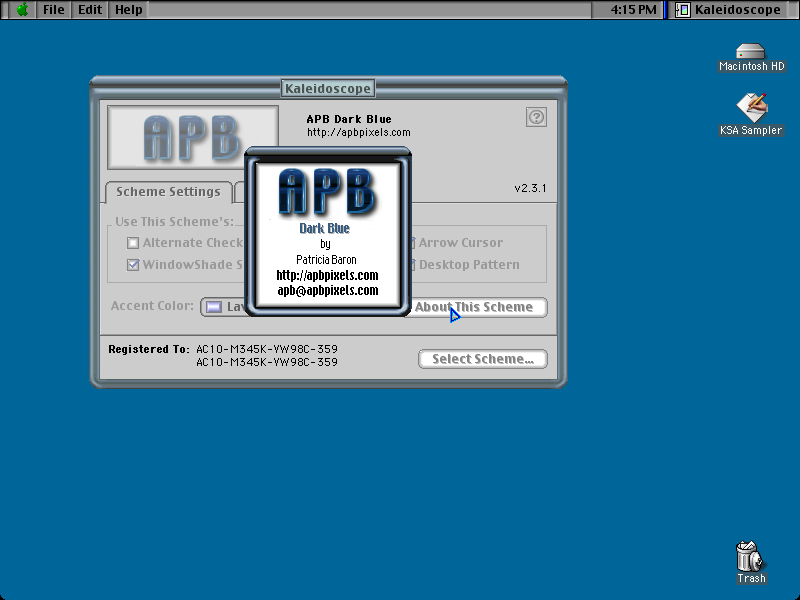 File Edit Help 4:15 PM Kaleidoscope
Macintosh HD
KSA Sampler
Kaleidoscope
APB
APB Dark Blue
http://apbpixels.com
?
v2.3.1
Scheme Settings
Use This Scheme's:
Alternate Check
Arrow Cursor
WindowShade S
Desktop Pattern
Accent Color:
About This Scheme
APB
Dark Blue
by
Patricia Baron
http://apbpixels.com
apb@apbpixels.com
Registered To: AC10-M345K-VW98C-359
AC10-M345K-VW98C-359
Select Scheme...
Trash